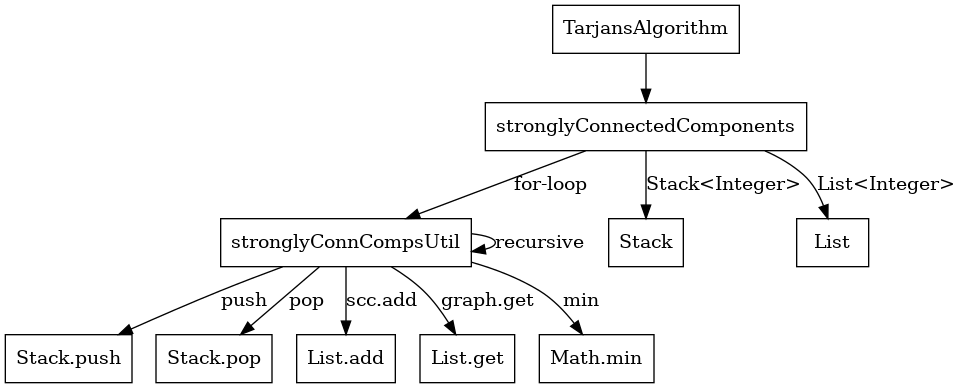 TarjansAlgorithm
stronglyConnectedComponents
for-loop
Stack<Integer>
List<Integer>
stronglyConnCompsUtil
recursive
Stack
List
push
pop
scc.add
graph.get
min
Stack.push
Stack.pop
List.add
List.get
Math.min